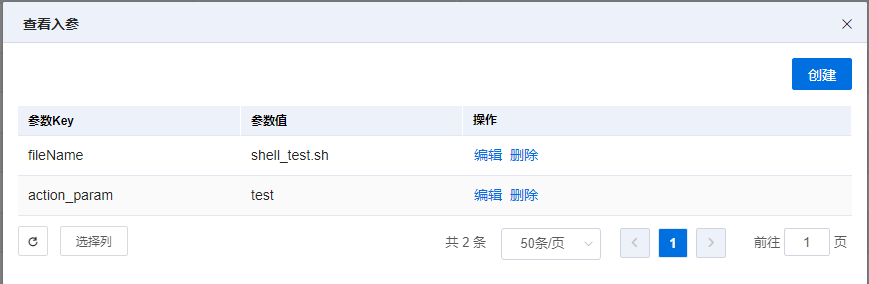 查看入参
创建
参数Key 参数值 操作
fileName shell_test.sh 编辑 删除
action_param test 编辑 删除
选择列 共 2 条 50条/页 1 前往 1 页